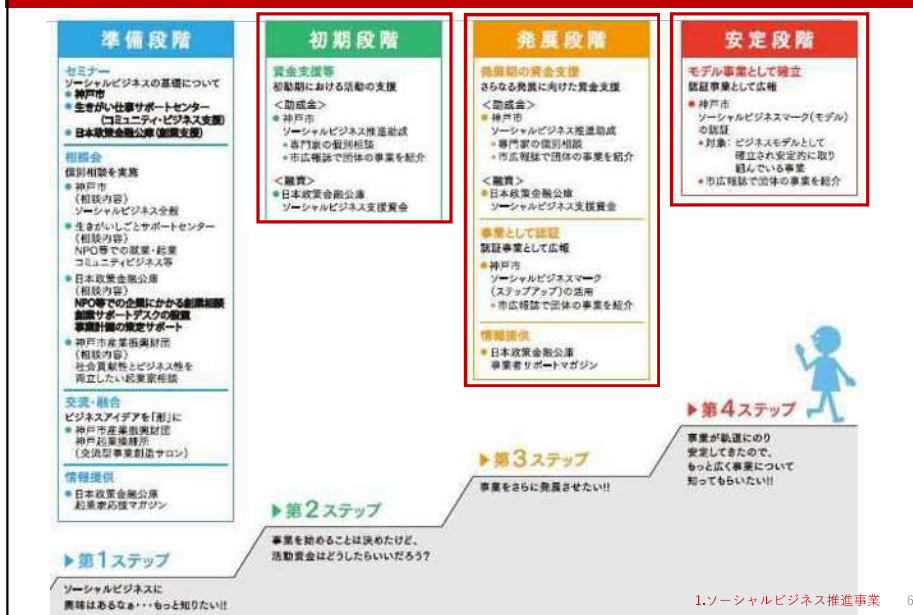 準備段階
セミナー
ソーシャルビジネスの基礎について
● 神戸市
● 生きがい仕事サポートセンター
(コミュニティ・ビジネス支援)
● 日本政策金融公庫(創業支援)
相談会
個別相談を実施
● 神戸市
(相談内容)
ソーシャルビジネス全般
● 生きがいしごとサポートセンター
(相談内容)
NPO等での就業・起業
コミュニティビジネス等
● 日本政策金融公庫
(相談内容)
NPO等での企業にかかる創業相談
創業サポートデスクの設置
事業計画の策定サポート
● 神戸市産業振興財団
(相談内容)
社会貢献性とビジネス性を
両立したい起業家相談
交流・融合
ビジネスアイデアを「形」に
● 神戸市産業振興財団
神戸起業操練所
(交流型事業創造サロン)
情報提供
● 日本政策金融公庫
起業家応援マガジン
▶第1ステップ
ソーシャルビジネスに
興味はあるなぁ・・・もっと知りたい!!
初期段階
資金支援等
初動期における活動の支援
<助成金>
● 神戸市
ソーシャルビジネス推進助成
● 専門家の個別相談
● 市広報誌で団体の事業を紹介
<融資>
● 日本政策金融公庫
ソーシャルビジネス支援資金
▶第2ステップ
事業を始めることは決めたけど、
活動資金はどうしたらいいだろう?
発展段階
発展期の資金支援
さらなる発展に向けた資金支援
<助成金>
● 神戸市
ソーシャルビジネス推進助成
● 専門家の個別相談
● 市広報誌で団体の事業を紹介
<融資>
● 日本政策金融公庫
ソーシャルビジネス支援資金
事業として認証
認証事業として広報
● 神戸市
ソーシャルビジネスマーク
(ステップアップ)の活用
● 市広報誌で団体の事業を紹介
情報提供
● 日本政策金融公庫
事業者サポートマガジン
▶第3ステップ
事業をさらに発展させたい!!
安定段階
モデル事業として確立
認証事業として広報
● 神戸市
ソーシャルビジネスマーク(モデル)
の認証
● 対象: ビジネスモデルとして
確立され安定的に取り
組んでいる事業
● 市広報誌で団体の事業を紹介
▶第4ステップ
事業が軌道にのり
安定してきたので、
もっと広く事業について
知ってもらいたい!!
1.ソーシャルビジネス推進事業 6